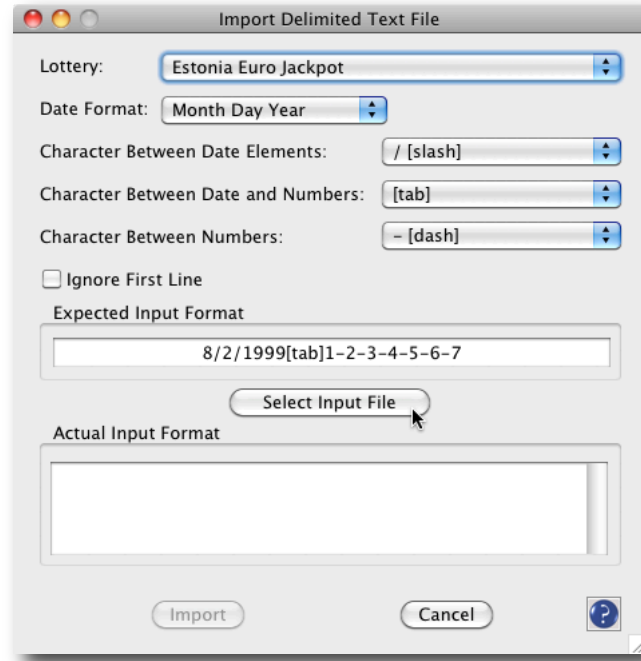 Import Delimited Text File
Lottery: Estonia Euro Jackpot
Date Format: Month Day Year
Character Between Date Elements: / [slash]
Character Between Date and Numbers: [tab]
Character Between Numbers: - [dash]
Ignore First Line
Expected Input Format
8/2/1999[tab]1-2-3-4-5-6-7
Select Input File
Actual Input Format
Import Cancel ?